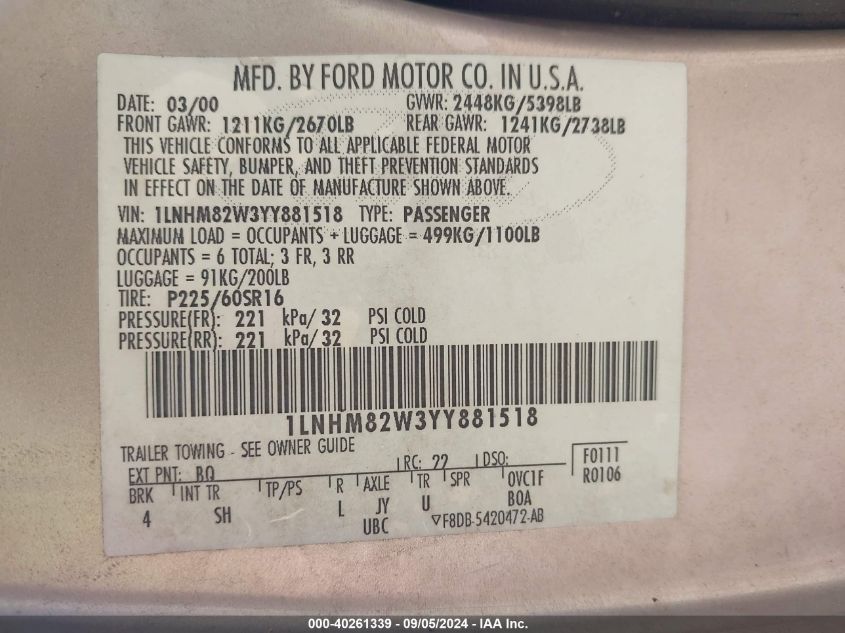 MFD. BY FORD MOTOR CO. IN U.S.A.
DATE: 03/00 GVWR: 2448KG/5398LB
FRONT GAWR: 1211KG/2670LB REAR GAWR: 1241KG/2738LB
THIS VEHICLE CONFORMS TO ALL APPLICABLE FEDERAL MOTOR
VEHICLE SAFETY, BUMPER, AND THEFT PREVENTION STANDARDS
IN EFFECT ON THE DATE OF MANUFACTURE SHOWN ABOVE.
VIN: 1LNHM82W3YY881518 TYPE: PASSENGER
MAXIMUM LOAD = OCCUPANTS + LUGGAGE = 499KG/1100LB
OCCUPANTS = 6 TOTAL; 3 FR, 3 RR
LUGGAGE = 91KG/200LB
TIRE: P225/60SR16
PRESSURE(FR): 221 kPa/ 32 PSI COLD
PRESSURE(RR): 221 kPa/ 32 PSI COLD
1LNHM82W3YY881518
TRAILER TOWING - SEE OWNER GUIDE
EXT PNT: BQ RC: 22 DSO: F0111
R0106
BRK INT TR TP/PS R AXLE TR SPR OVC1F
4 SH L JY U BOA
UBC F8DB-5420472-AB
000-40261339 - 09/05/2024 - IAA Inc.